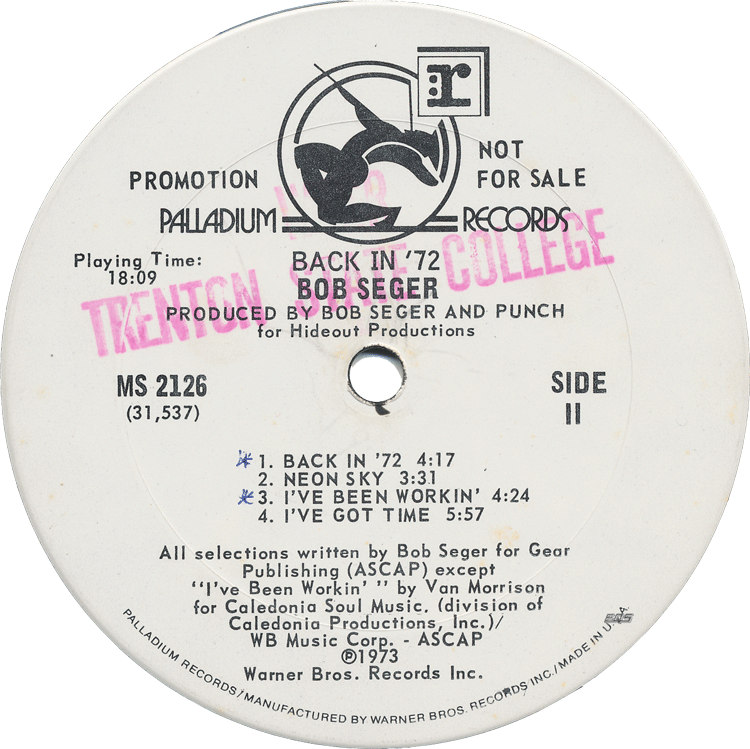 r
PROMOTION
NOT
FOR SALE
PALLADIUM RECORDS
Playing Time:
18:09
BACK IN '72
BOB SEGER
TRENTON STATE COLLEGE
PRODUCED BY BOB SEGER AND PUNCH
for Hideout Productions
MS 2126
(31,537)
SIDE
II
* 1. BACK IN '72 4:17
2. NEON SKY 3:31
* 3. I'VE BEEN WORKIN' 4:24
4. I'VE GOT TIME 5:57
All selections written by Bob Seger for Gear
Publishing (ASCAP) except
"I've Been Workin' " by Van Morrison
for Caledonia Soul Music, (division of
Caledonia Productions, Inc.)/
WB Music Corp. - ASCAP
℗1973
Warner Bros. Records Inc.
PALLADIUM RECORDS/MANUFACTURED BY WARNER BROS. RECORDS INC./MADE IN U.